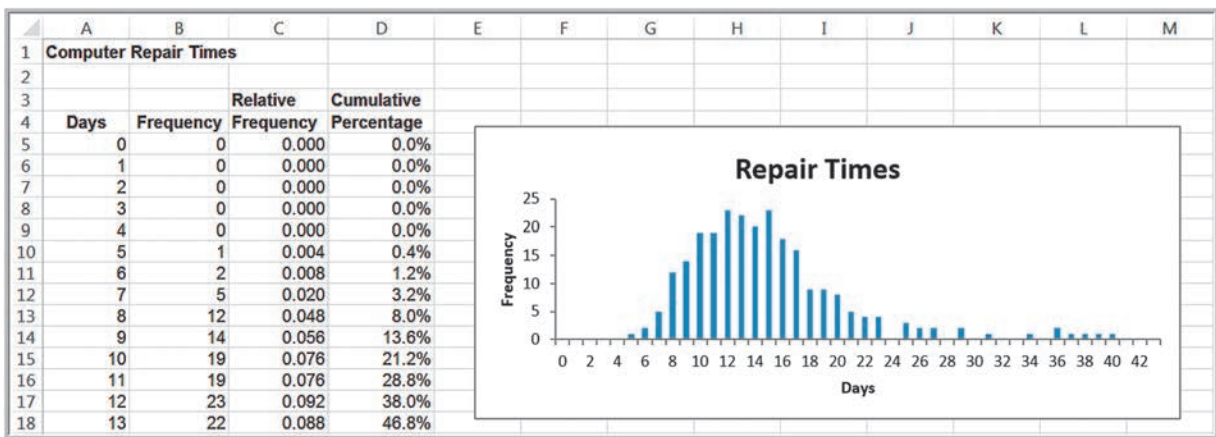 A B C D E F G H I J K L M
1 Computer Repair Times
2
3 Relative Cumulative
4 Days Frequency Frequency Percentage
5 0 0 0.000 0.0%
6 1 0 0.000 0.0%
7 2 0 0.000 0.0%
8 3 0 0.000 0.0%
9 4 0 0.000 0.0%
10 5 1 0.004 0.4%
11 6 2 0.008 1.2%
12 7 5 0.020 3.2%
13 8 12 0.048 8.0%
14 9 14 0.056 13.6%
15 10 19 0.076 21.2%
16 11 19 0.076 28.8%
17 12 23 0.092 38.0%
18 13 22 0.088 46.8%
Repair Times
Frequency
25
20
15
10
5
0
0 2 4 6 8 10 12 14 16 18 20 22 24 26 28 30 32 34 36 38 40 42
Days